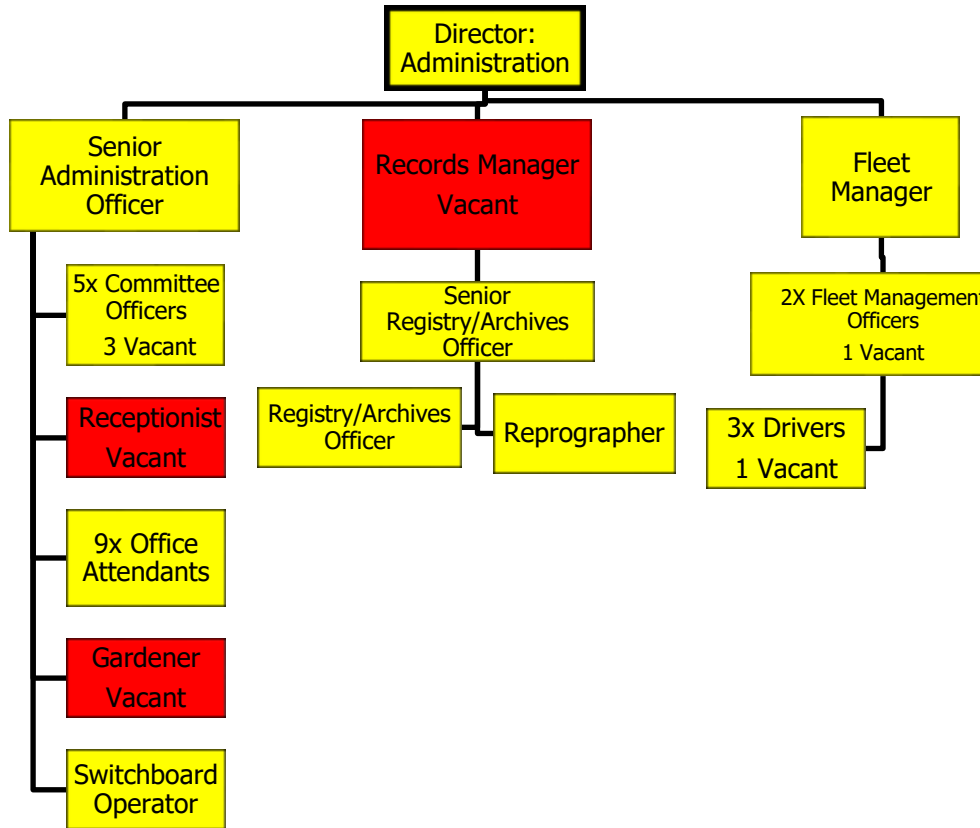 Director:
Administration
Senior
Administration
Officer
Records Manager
Vacant
Fleet
Manager
5x Committee
Officers
3 Vacant
Receptionist
Vacant
9x Office
Attendants
Gardener
Vacant
Switchboard
Operator
Senior
Registry/Archives
Officer
Registry/Archives
Officer
Reprographer
2X Fleet Management
Officers
1 Vacant
3x Drivers
1 Vacant